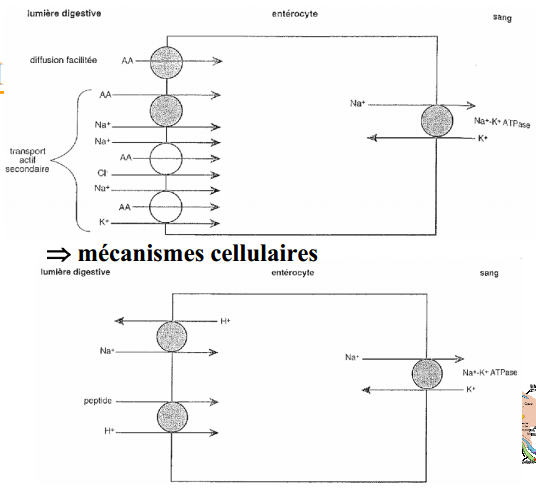 lumière digestive entérocyte sang
diffusion facilitée AA
AA
Na⁺
Na⁺
transport
actif
secondaire
AA
Cl⁻
Na⁺
AA
K⁺
Na⁺
Na⁺-K⁺ ATPase
K⁺
⇒ mécanismes cellulaires
lumière digestive entérocyte sang
H⁺
Na⁺
peptide
H⁺
Na⁺
Na⁺-K⁺ ATPase
K⁺